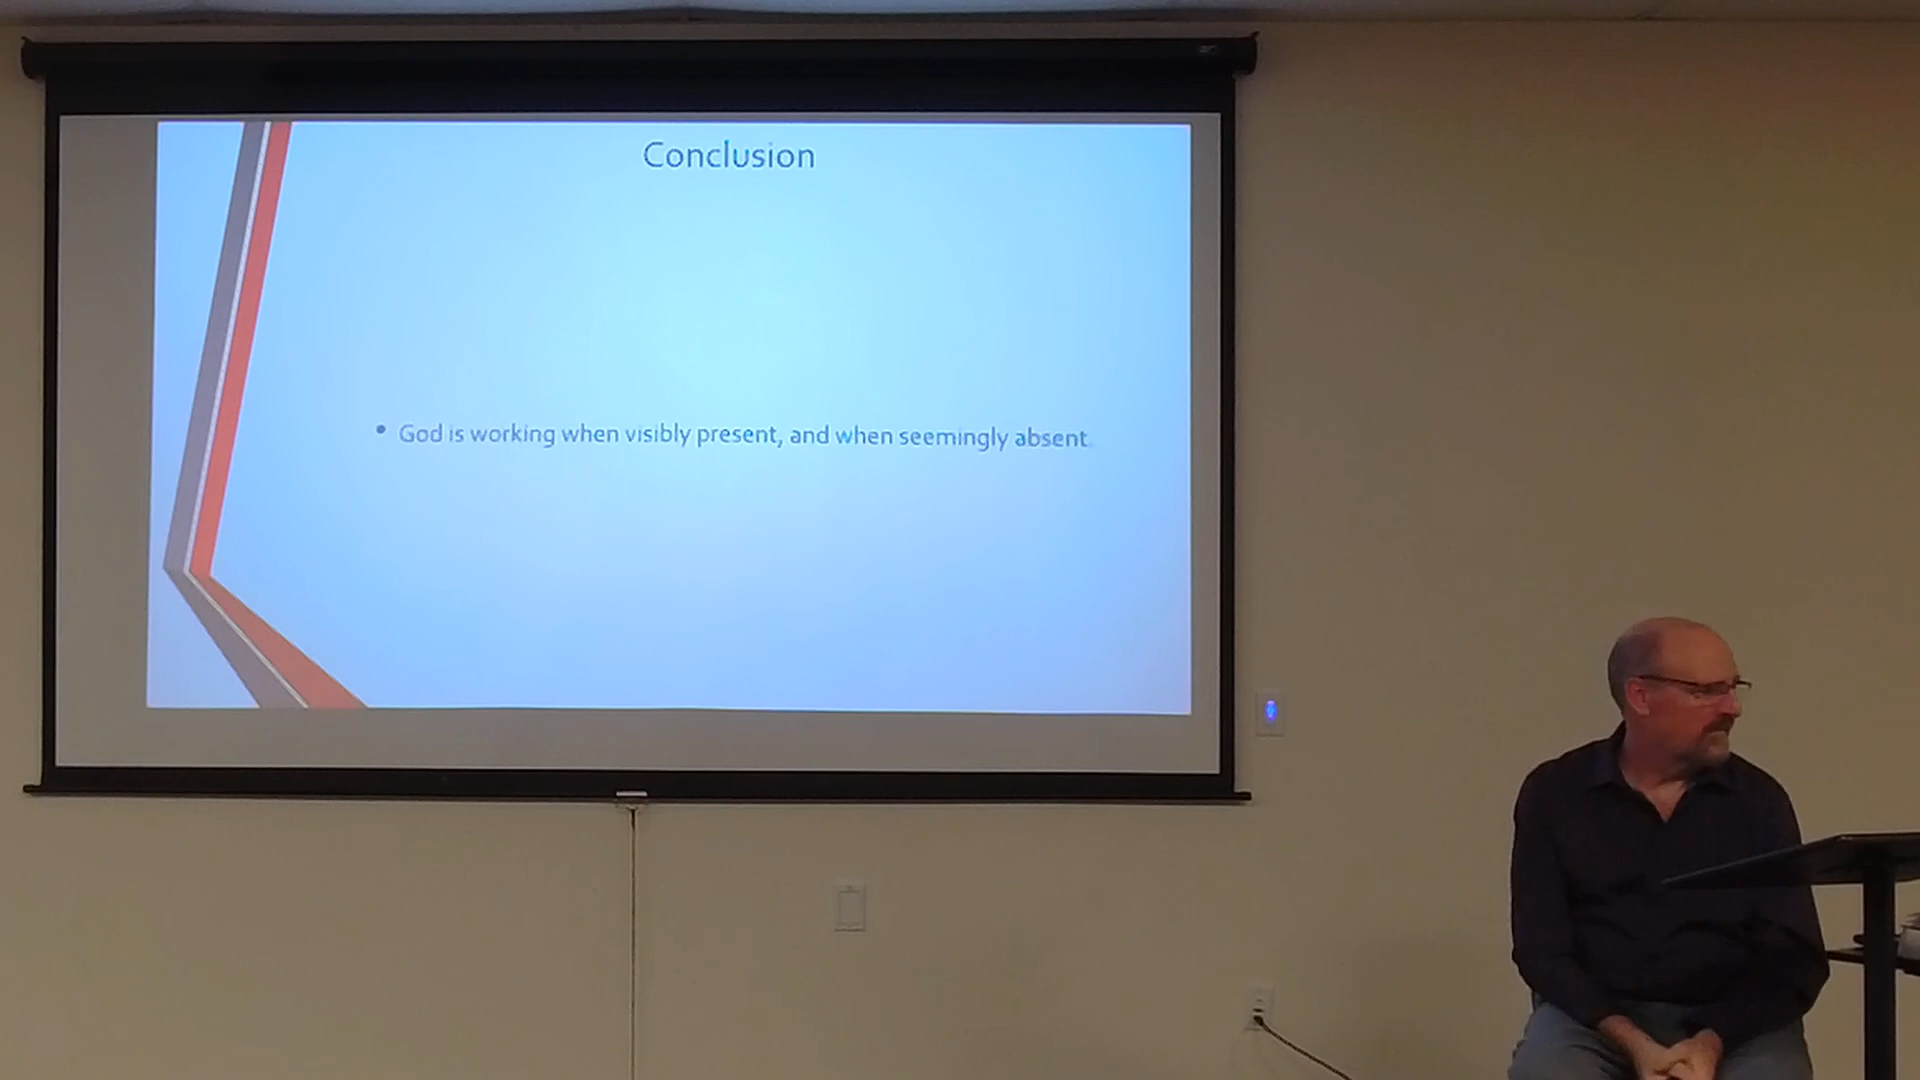 Conclusion
• God is working when visibly present, and when seemingly absent